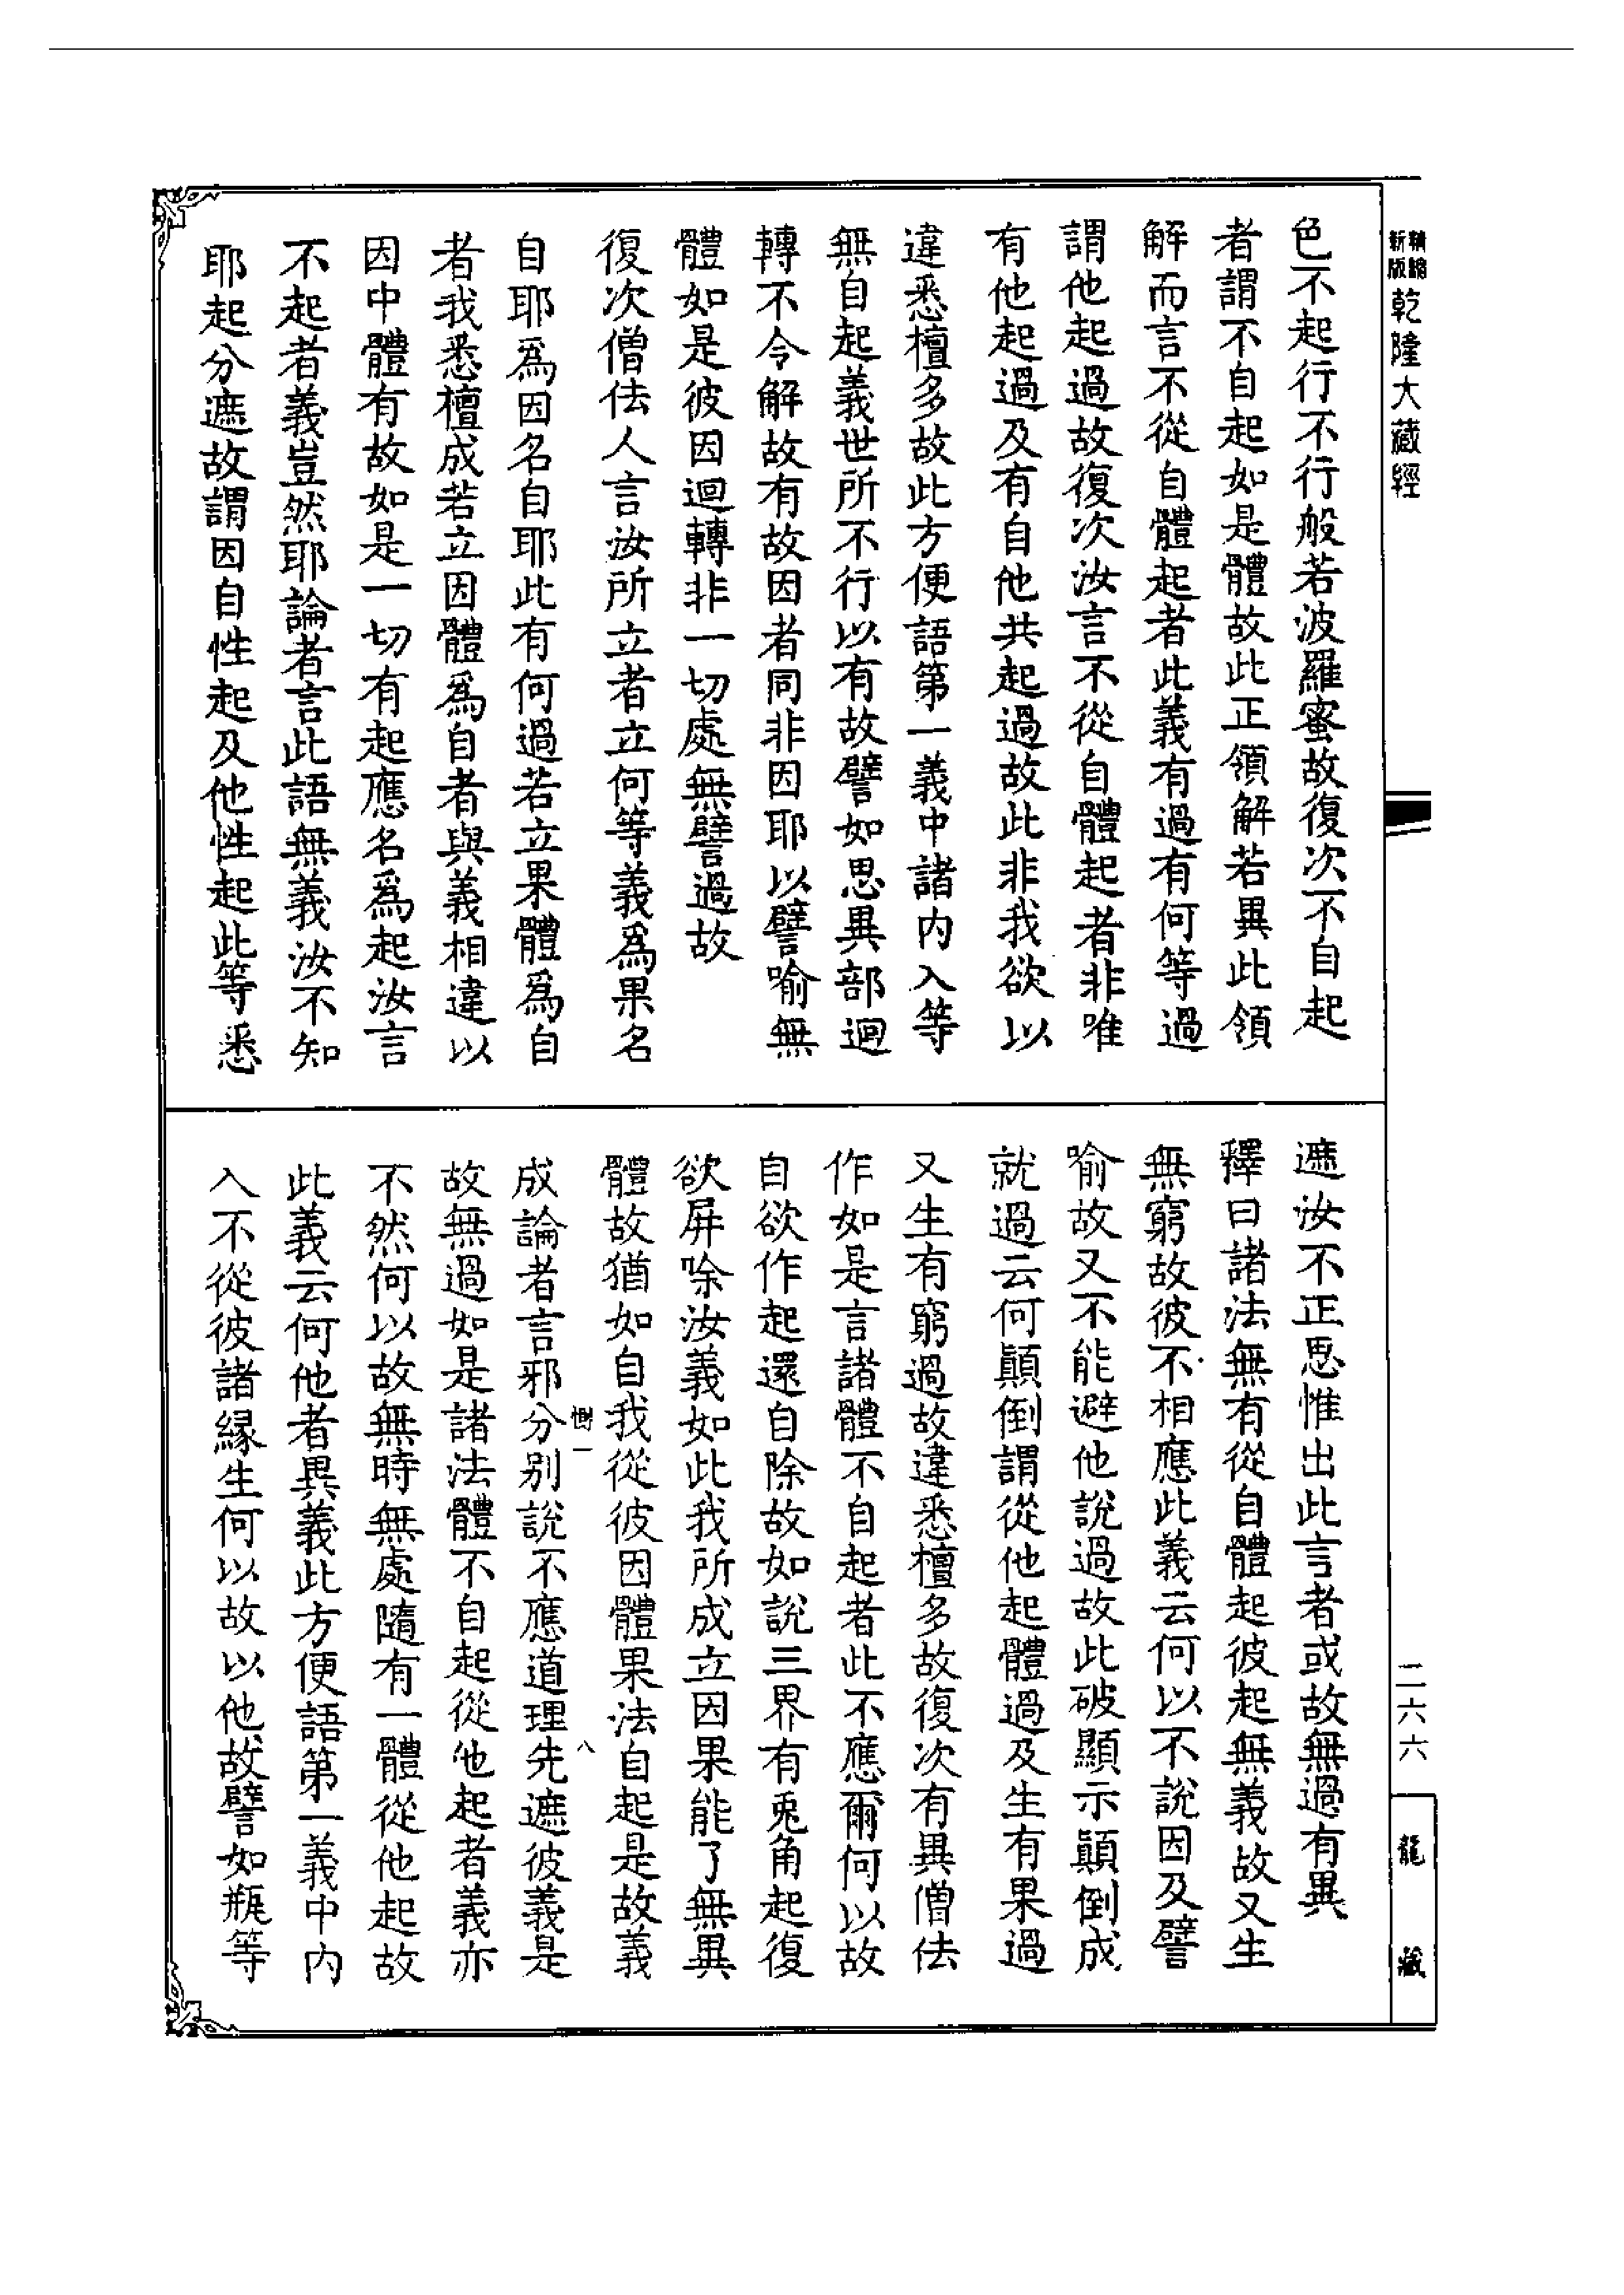 精縮
新版
乾隆大藏經
色不起行不行般若波羅蜜故復次不自起
者謂不自起如是體故此正領解若異此領
解而言不從自體起者此義有過有何等過
謂他起過故復次汝言不從自體起者非唯
有他起過及有自他共起過故此非我欲以
違悉檀多故此方便語第一義中諸內入等
無自起義世所不行以有故譬如思異部迴
轉不令解故有故因者同非因耶以譬喻無
體如是彼因迴轉非一切處無譬過故
復次僧佉人言汝所立者立何等義爲果名
自耶爲因名自耶此有何過若立果體爲自
者我悉檀成若立因體爲自者與義相違以
因中體有故如是一切有起應名爲起汝言
不起者義豈然耶論者言此語無義汝不知
耶起分遮故謂因自性起及他性起此等悉
遮汝不正思惟出此言者或故無過有異
釋曰諸法無有從自體起彼起無義故又生
無窮故彼不相應此義云何以不說因及譬
喻故又不能避他說過故此破顯示顛倒成
就過云何顛倒謂從他起體過及生有果過
又生有窮過故違悉檀多故復次有異僧佉
作如是言諸體不自起者此不應爾何以故
自欲作起還自除故如說三界有兎角起復
欲屏唋汝義如此我所成立因果能了無異
體故猶如自我從彼因體果法自起是故義
慟一
八
成論者言邪分別說不應道理先遮彼義是
故無過如是諸法體不自起從他起者義亦
不然何以故無時無處隨有一體從他起故
此義云何他者異義此方便語第一義中內
入不從彼諸緣生何以故以他故譬如瓶等
二六六
龍藏